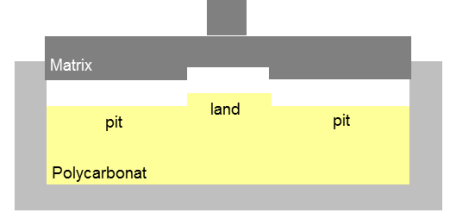 Matrix
land
pit
pit
Polycarbonat